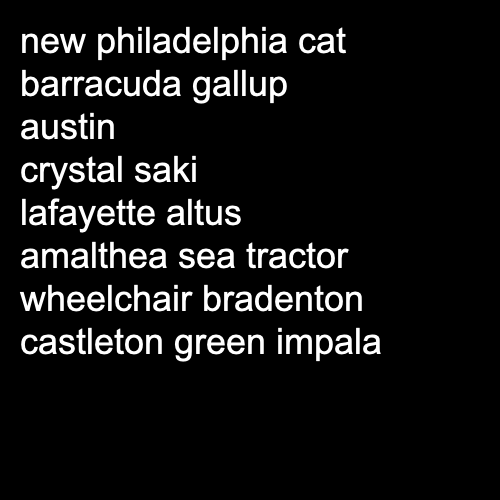 new philadelphia cat
barracuda gallup
austin
crystal saki
lafayette altus
amalthea sea tractor
wheelchair bradenton
castleton green impala